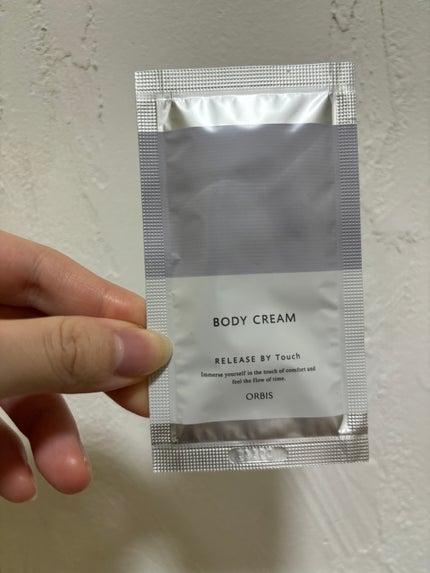 BODY CREAM
RELEASE BY Touch
Immerse yourself in the touch of comfort and
feel the flow of time.
ORBIS